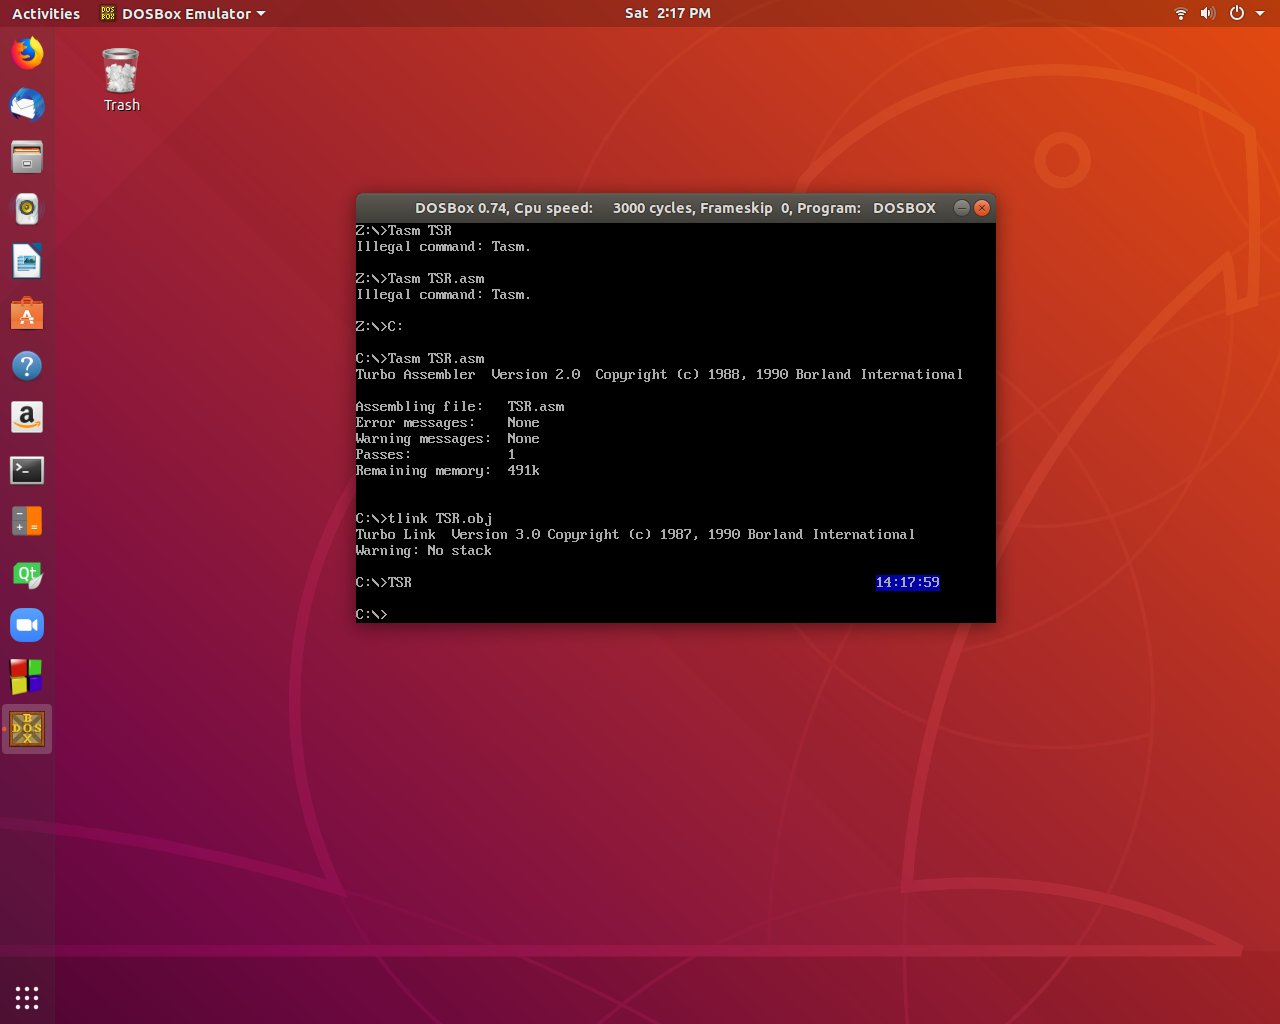 Activities DOSBox Emulator Sat 2:17 PM
Trash
DOSBox 0.74, Cpu speed: 3000 cycles, Frameskip 0, Program: DOSBOX
Z:\>Tasm TSR
Illegal command: Tasm.
Z:\>Tasm TSR.asm
Illegal command: Tasm.
Z:\>C:
C:\>Tasm TSR.asm
Turbo Assembler  Version 2.0  Copyright (c) 1988, 1990 Borland International
Assembling file:   TSR.asm
Error messages:    None
Warning messages:  None
Passes:            1
Remaining memory:  491k
C:\>tlink TSR.obj
Turbo Link  Version 3.0 Copyright (c) 1987, 1990 Borland International
Warning: No stack
C:\>TSR 14:17:59
C:\>